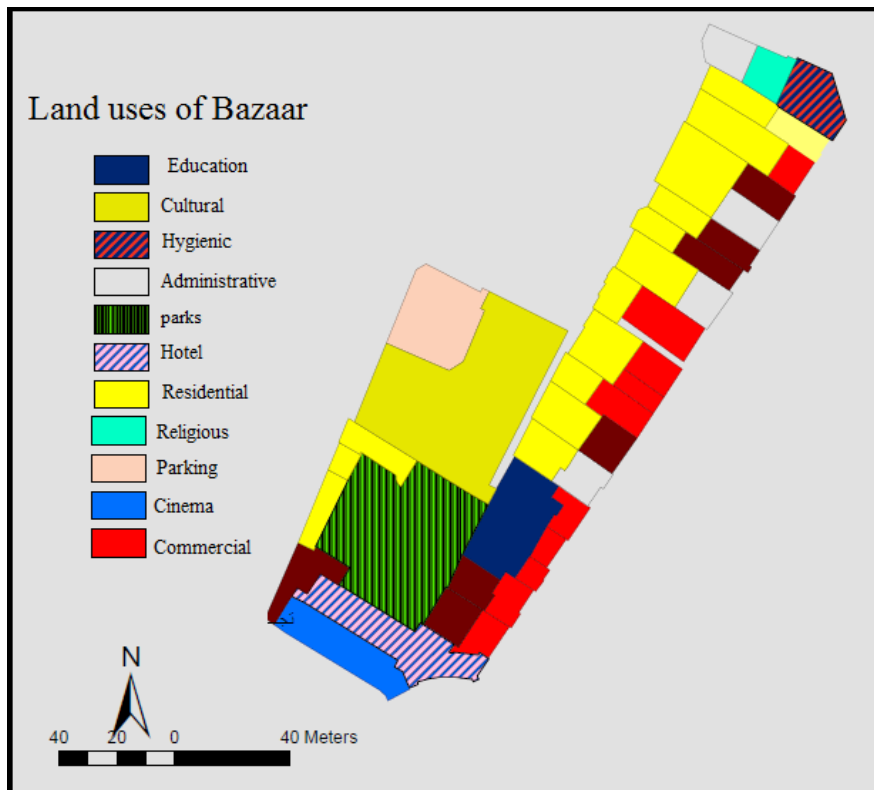 Land uses of Bazaar
Education
Cultural
Hygienic
Administrative
parks
Hotel
Residential
Religious
Parking
Cinema
Commercial
N
40 20 0 40 Meters